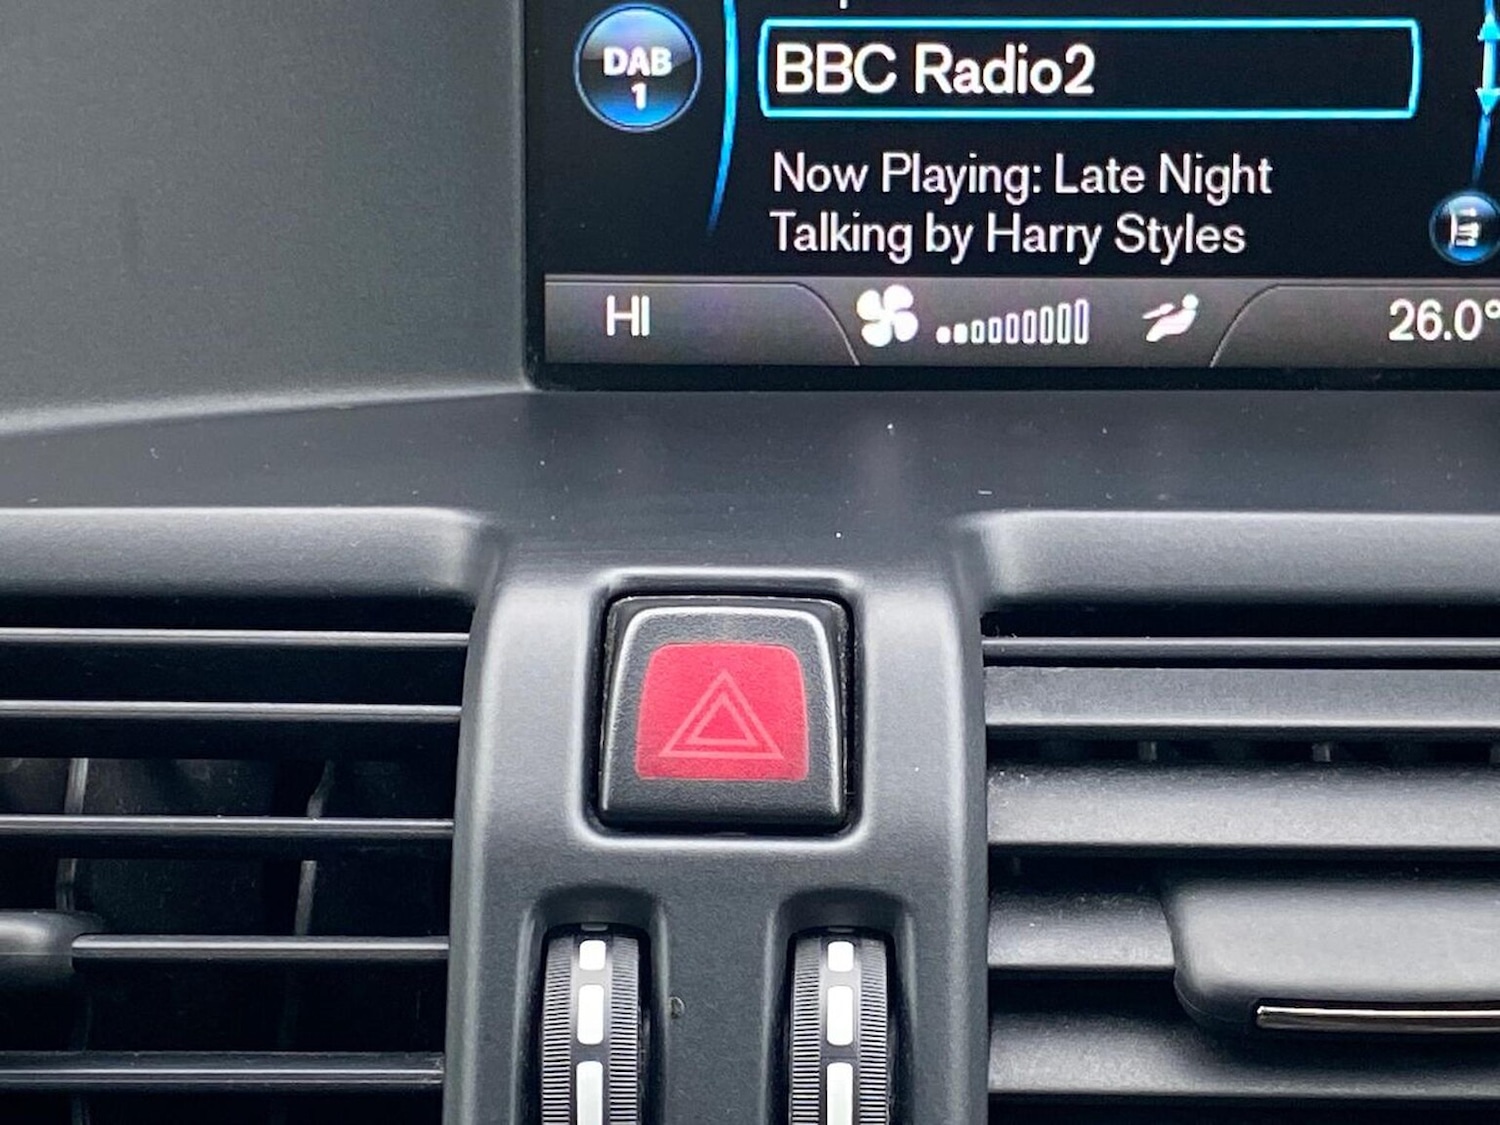 DAB
1
BBC Radio2
Now Playing: Late Night
Talking by Harry Styles
HI
26.0°